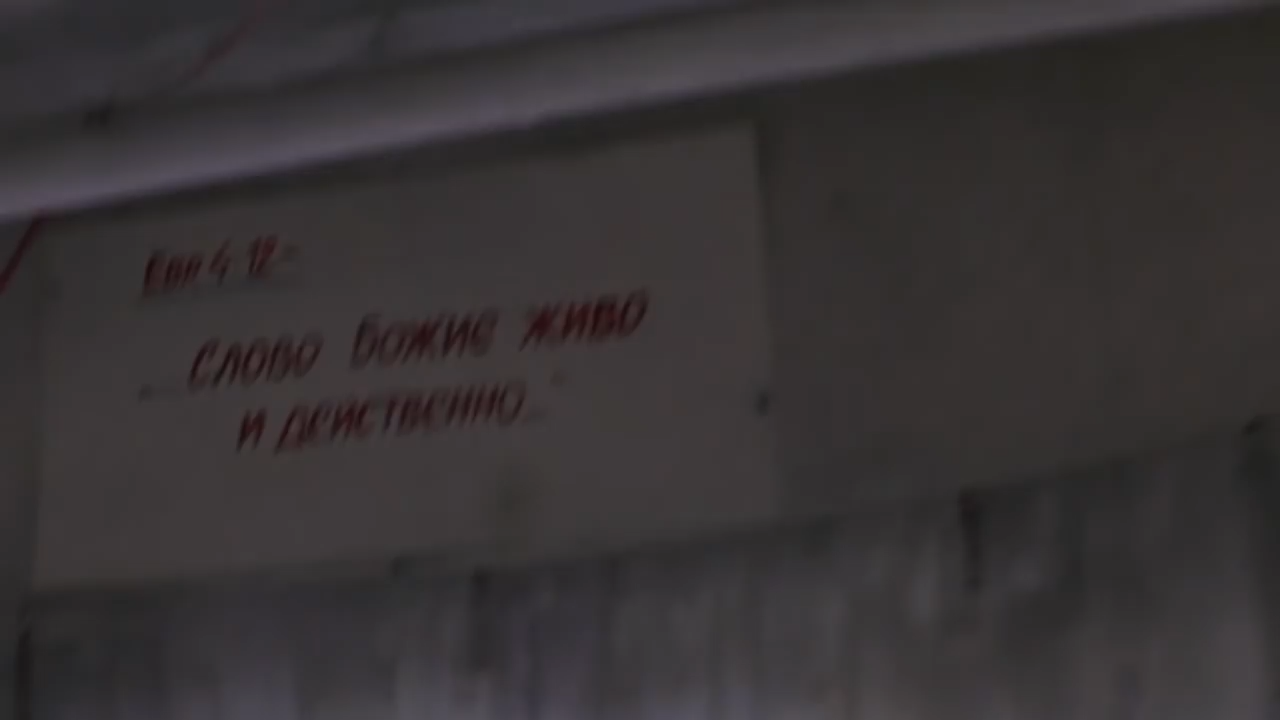 Евр 4 12-
"...Слово Божие живо
и действенно..."